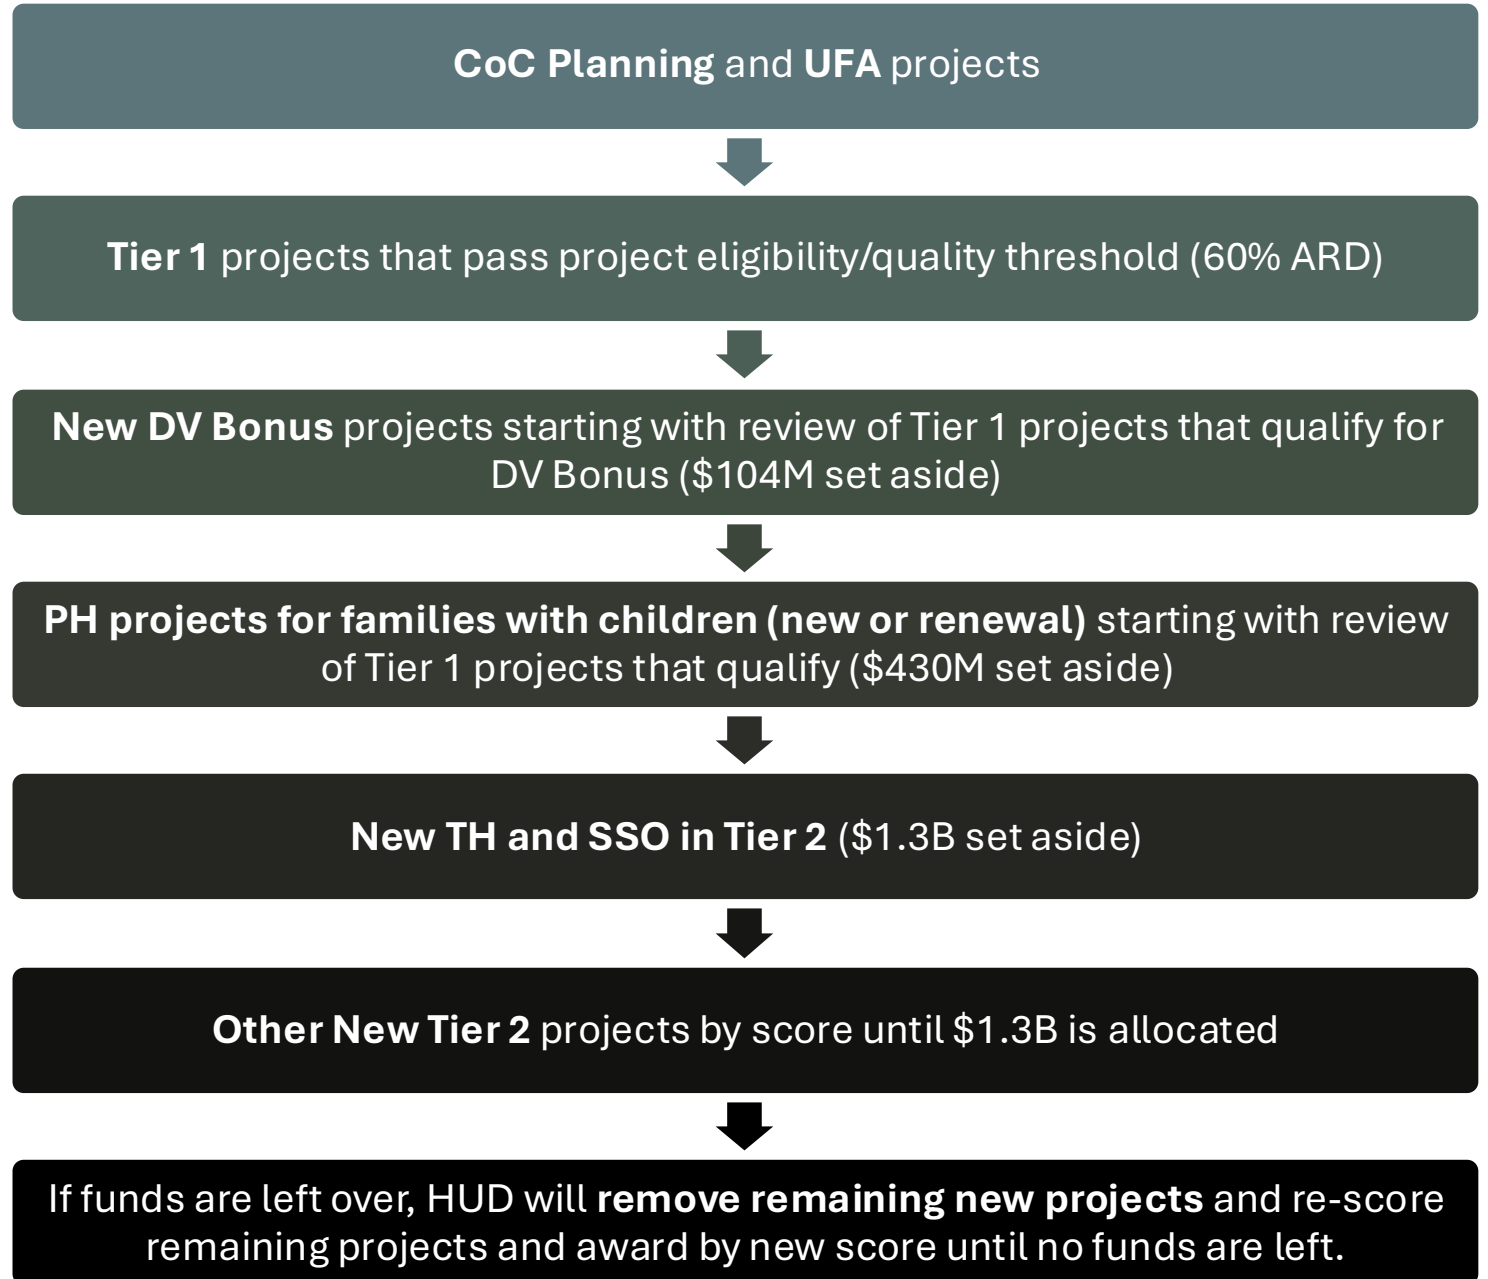 CoC Planning and UFA projects
Tier 1 projects that pass project eligibility/quality threshold (60% ARD)
New DV Bonus projects starting with review of Tier 1 projects that qualify for
DV Bonus ($104M set aside)
PH projects for families with children (new or renewal) starting with review
of Tier 1 projects that qualify ($430M set aside)
New TH and SSO in Tier 2 ($1.3B set aside)
Other New Tier 2 projects by score until $1.3B is allocated
If funds are left over, HUD will remove remaining new projects and re-score
remaining projects and award by new score until no funds are left.